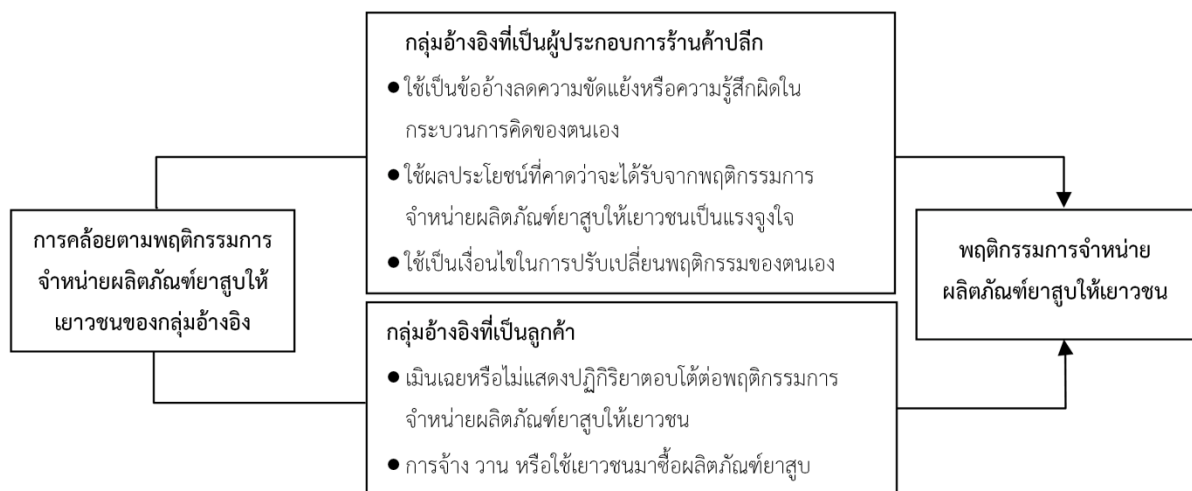 กลุ่มอ้างอิงที่เป็นผู้ประกอบการร้านค้าปลีก
● ใช้เป็นข้ออ้างลดความขัดแย้งหรือความรู้สึกผิดใน
กระบวนการคิดของตนเอง
● ใช้ผลประโยชน์ที่คาดว่าจะได้รับจากพฤติกรรมการ
จำหน่ายผลิตภัณฑ์ยาสูบให้เยาวชนเป็นแรงจูงใจ
● ใช้เป็นเงื่อนไขในการปรับเปลี่ยนพฤติกรรมของตนเอง
การคล้อยตามพฤติกรรมการ
จำหน่ายผลิตภัณฑ์ยาสูบให้
เยาวชนของกลุ่มอ้างอิง
พฤติกรรมการจำหน่าย
ผลิตภัณฑ์ยาสูบให้เยาวชน
กลุ่มอ้างอิงที่เป็นลูกค้า
● เมินเฉยหรือไม่แสดงปฏิกิริยาตอบโต้ต่อพฤติกรรมการ
จำหน่ายผลิตภัณฑ์ยาสูบให้เยาวชน
● การจ้าง วาน หรือใช้เยาวชนมาซื้อผลิตภัณฑ์ยาสูบ